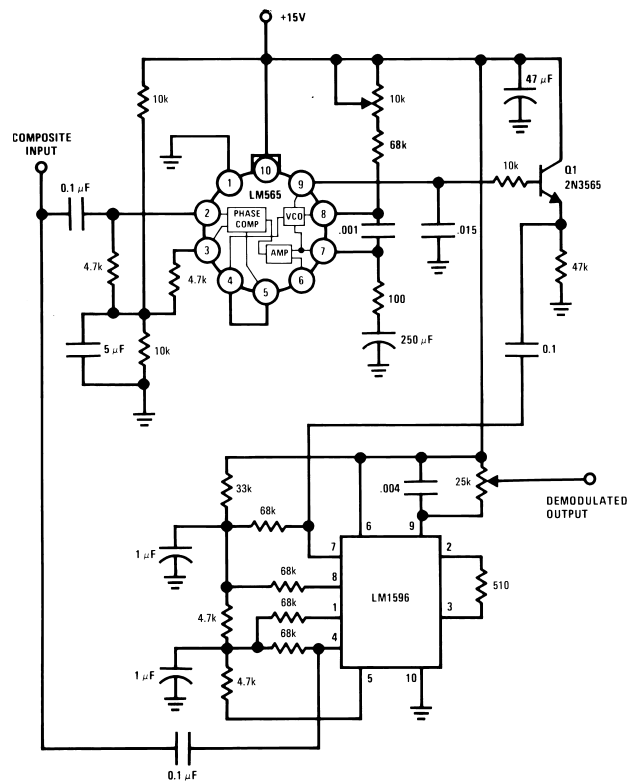 +15V
47 µF
10k
10k
COMPOSITE
INPUT
68k
10k
Q1
2N3565
0.1 µF
1
10
LM565
9
2
PHASE
COMP
VCO
8
.001
.015
3
AMP
7
4.7k
4.7k
4
5
6
100
47k
5 µF
10k
250 µF
0.1
33k
.004
25k
DEMODULATED
OUTPUT
68k
6
9
1 µF
7
2
68k
8
LM1596
510
68k
1
4.7k
68k
4
3
1 µF
4.7k
5
10
0.1 µF